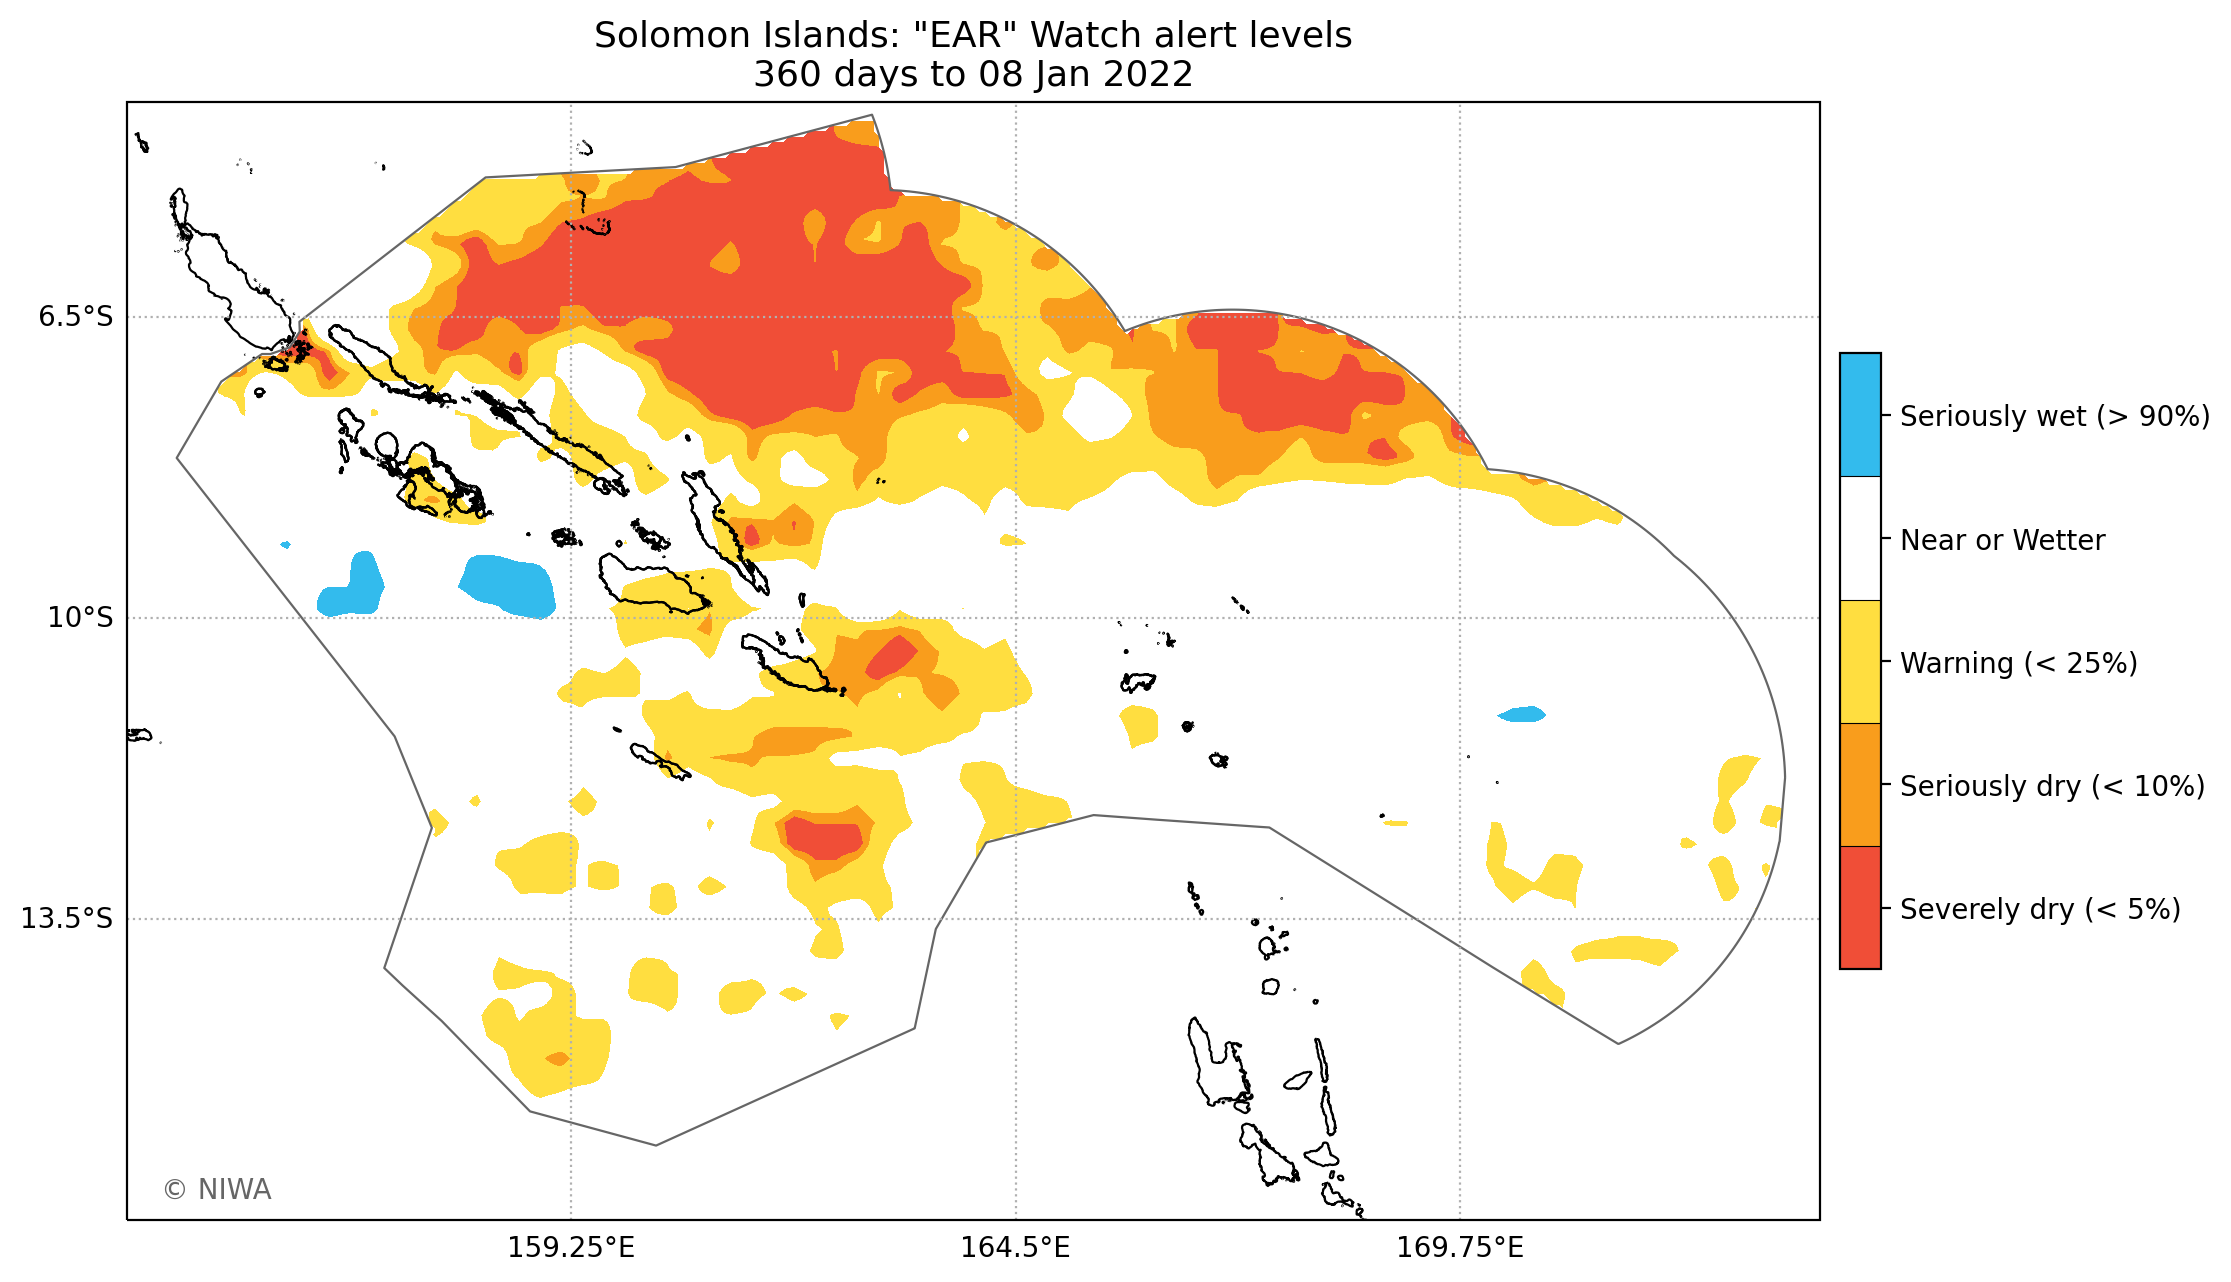 Solomon Islands: "EAR" Watch alert levels
360 days to 08 Jan 2022
6.5°S
10°S
13.5°S
159.25°E
164.5°E
169.75°E
Seriously wet (> 90%)
Near or Wetter
Warning (< 25%)
Seriously dry (< 10%)
Severely dry (< 5%)
© NIWA